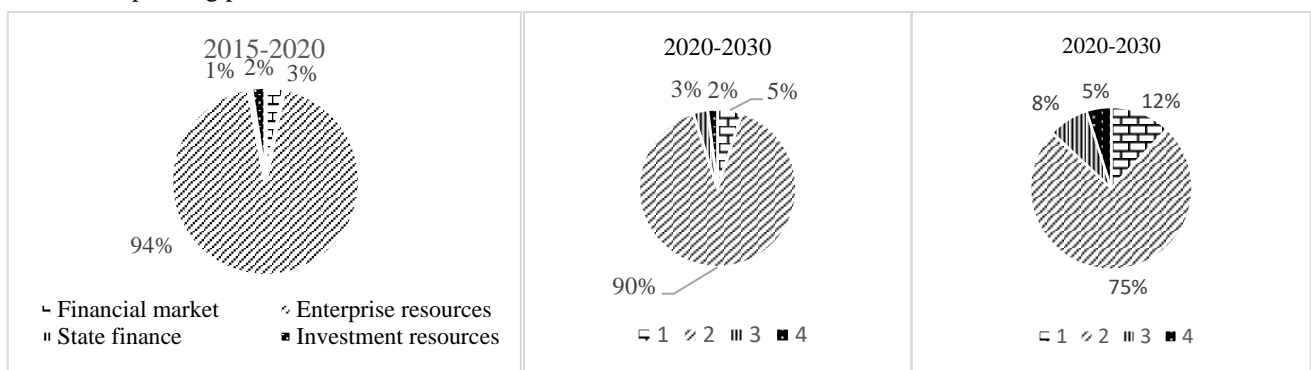 2015-2020
1% 2% 3%
94%
Financial market Enterprise resources
State finance Investment resources
2020-2030
3% 2% 5%
90%
1 2 3 4
2020-2030
8% 5% 12%
75%
1 2 3 4